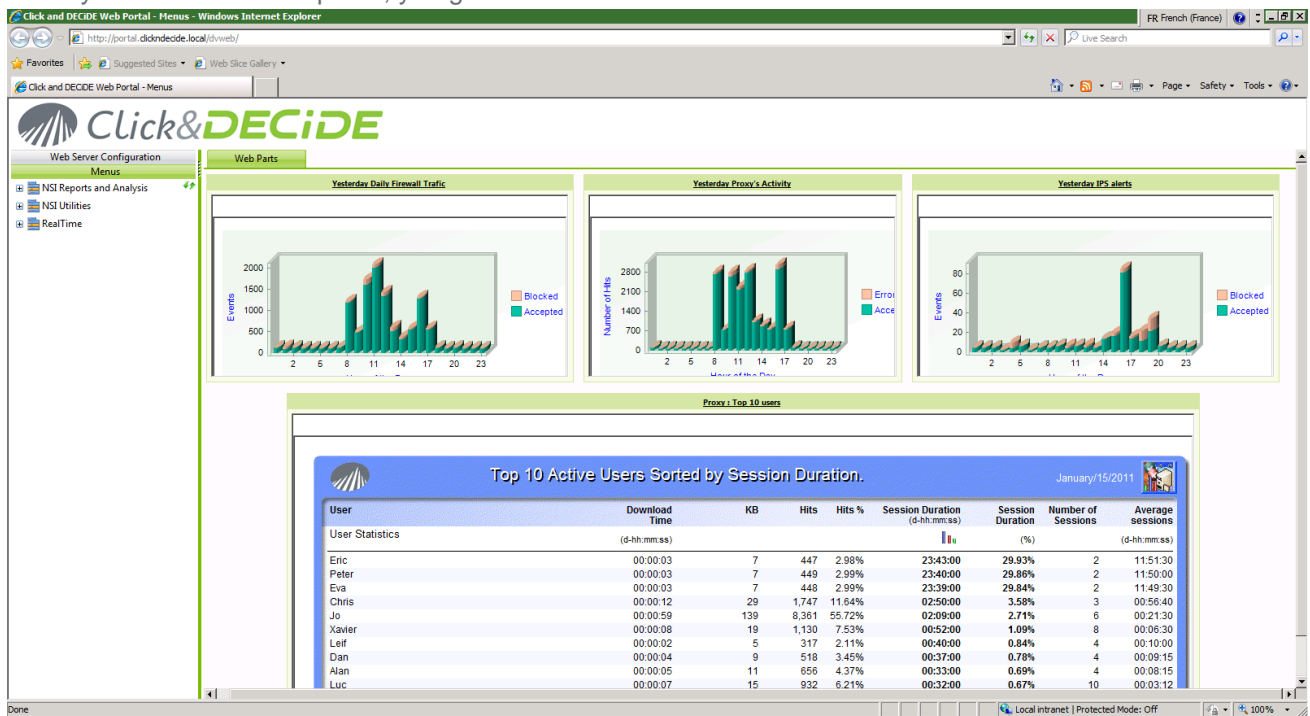 Click and DECiDE Web Portal - Menus - Windows Internet Explorer
FR French (France)
http://portal.clickndecide.local/dvweb/
Live Search
Favorites
Suggested Sites
Web Slice Gallery
Click and DECiDE Web Portal - Menus
Page
Safety
Tools
Click&DECiDE
Web Server Configuration
Menus
NSI Reports and Analysis
NSI Utilities
RealTime
Web Parts
Yesterday Daily Firewall Trafic
2000
1500
1000
500
0
Events
2 5 8 11 14 17 20 23
Blocked
Accepted
Yesterday Proxy's Activity
2800
2100
1400
700
0
Number of Hits
2 5 8 11 14 17 20 23
Hour of the Day
Error
Acce
Yesterday IPS alerts
80
60
40
20
0
Events
2 5 8 11 14 17 20 23
Blocked
Accepted
Proxy : Top 10 users
Top 10 Active Users Sorted by Session Duration.
January/15/2011
User Download Time KB Hits Hits % Session Duration (d-hh:mm:ss) Session Duration Number of Sessions Average sessions
User Statistics (d-hh:mm:ss) (%) (d-hh:mm:ss)
Eric 00:00:03 7 447 2.98% 23:43:00 29.93% 2 11:51:30
Peter 00:00:03 7 449 2.99% 23:40:00 29.86% 2 11:50:00
Eva 00:00:03 7 448 2.99% 23:39:00 29.84% 2 11:49:30
Chris 00:00:12 29 1,747 11.64% 02:50:00 3.58% 3 00:56:40
Jo 00:00:59 139 8,361 55.72% 02:09:00 2.71% 6 00:21:30
Xavier 00:00:08 19 1,130 7.53% 00:52:00 1.09% 8 00:06:30
Leif 00:00:02 5 317 2.11% 00:40:00 0.84% 4 00:10:00
Dan 00:00:04 9 518 3.45% 00:37:00 0.78% 4 00:09:15
Alan 00:00:05 11 656 4.37% 00:33:00 0.69% 4 00:08:15
Luc 00:00:07 15 932 6.21% 00:32:00 0.67% 10 00:03:12
Done
Local intranet | Protected Mode: Off
100%